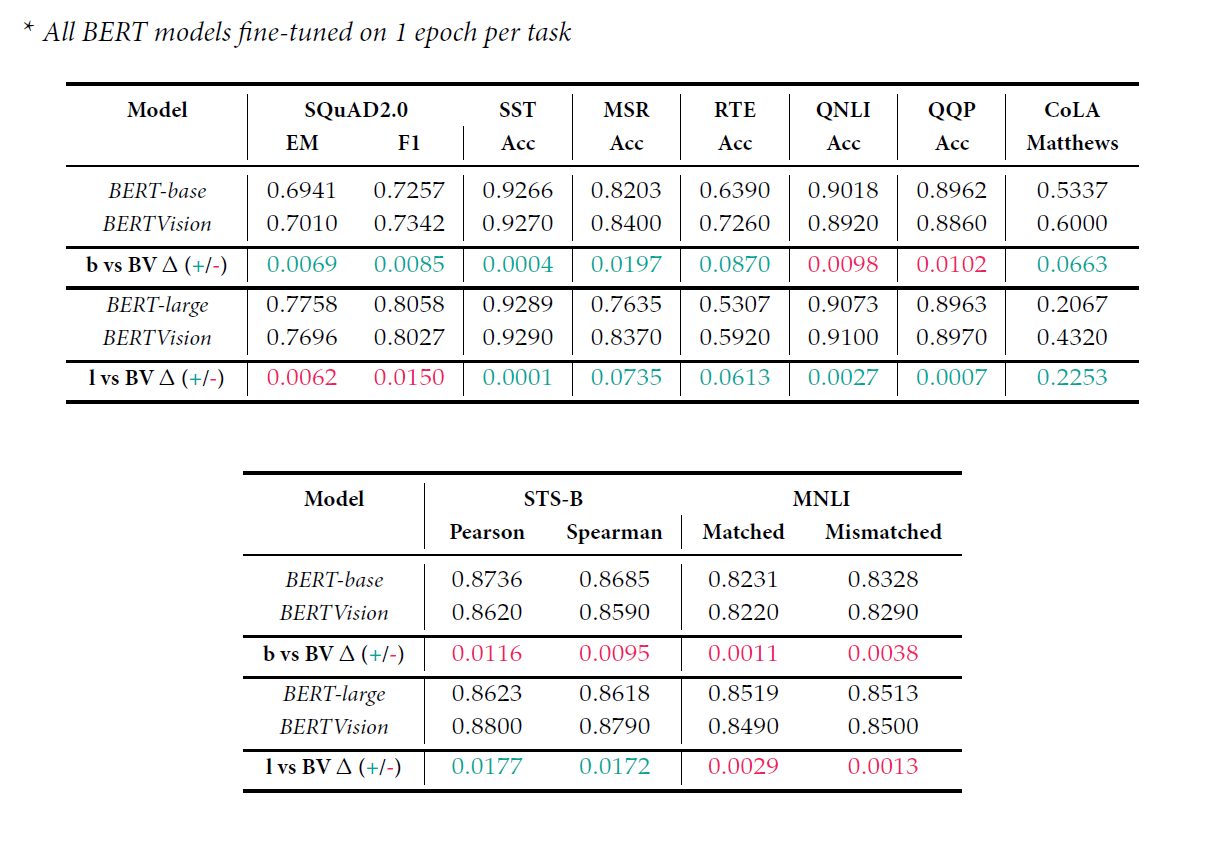 * All BERT models fine-tuned on 1 epoch per task
Model SQuAD2.0 SST MSR RTE QNLI QQP CoLA
EM F1 Acc Acc Acc Acc Acc Matthews
BERT-base 0.6941 0.7257 0.9266 0.8203 0.6390 0.9018 0.8962 0.5337
BERTVision 0.7010 0.7342 0.9270 0.8400 0.7260 0.8920 0.8860 0.6000
b vs BV Δ (+/-) 0.0069 0.0085 0.0004 0.0197 0.0870 0.0098 0.0102 0.0663
BERT-large 0.7758 0.8058 0.9289 0.7635 0.5307 0.9073 0.8963 0.2067
BERTVision 0.7696 0.8027 0.9290 0.8370 0.5920 0.9100 0.8970 0.4320
l vs BV Δ (+/-) 0.0062 0.0150 0.0001 0.0735 0.0613 0.0027 0.0007 0.2253
Model STS-B MNLI
Pearson Spearman Matched Mismatched
BERT-base 0.8736 0.8685 0.8231 0.8328
BERTVision 0.8620 0.8590 0.8220 0.8290
b vs BV Δ (+/-) 0.0116 0.0095 0.0011 0.0038
BERT-large 0.8623 0.8618 0.8519 0.8513
BERTVision 0.8800 0.8790 0.8490 0.8500
l vs BV Δ (+/-) 0.0177 0.0172 0.0029 0.0013